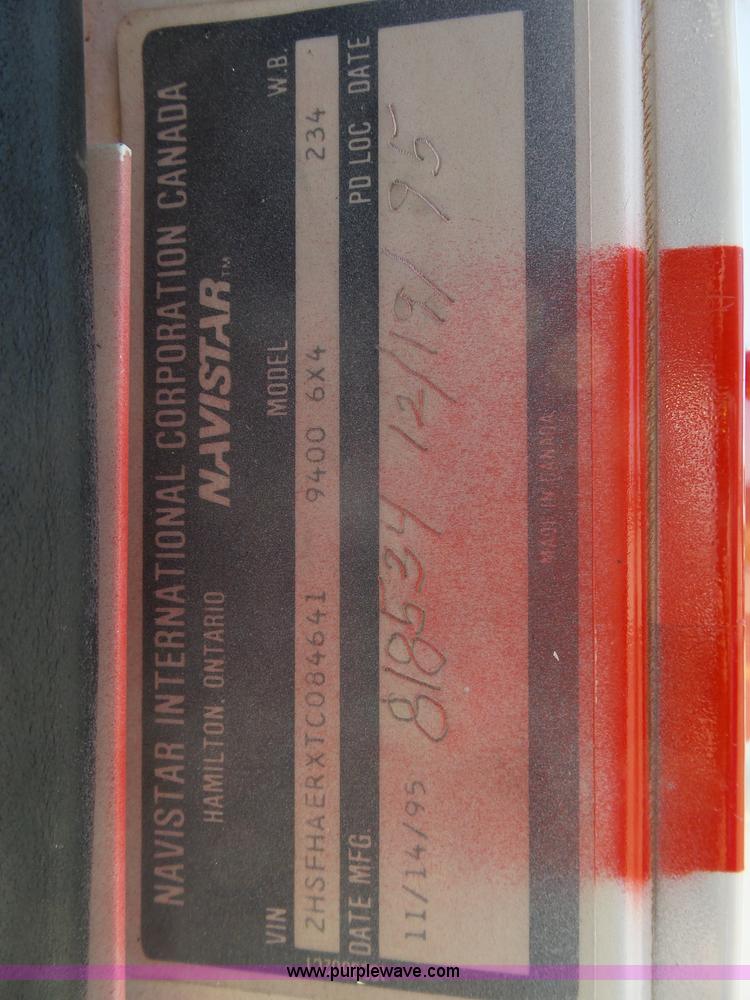 NAVISTAR INTERNATIONAL CORPORATION CANADA
HAMILTON, ONTARIO NAVISTAR™
VIN MODEL W.B.
2HSFHAERXTC084641 9400 6X4 234
DATE MFG. PD LOC - DATE
11/14/95 818534 12/19/95
MADE IN CANADA
www.purplewave.com